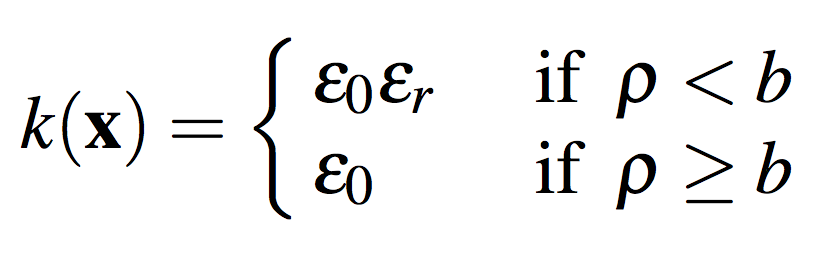 k(x) = { ε₀εᵣ if ρ < b
ε₀ if ρ ≥ b